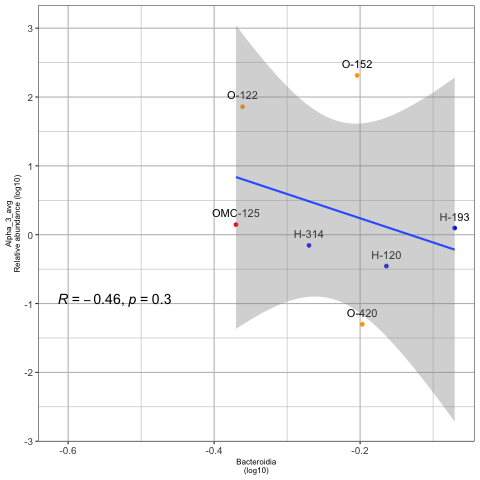 3
O-152
O-122
2
1
OMC-125
H-193
H-314
0
H-120
R = −0.46, p = 0.3
-1
O-420
-2
-3
-0.6
-0.4
-0.2
Alpha_3_avg
Relative abundance (log10)
Bacteroidia
(log10)